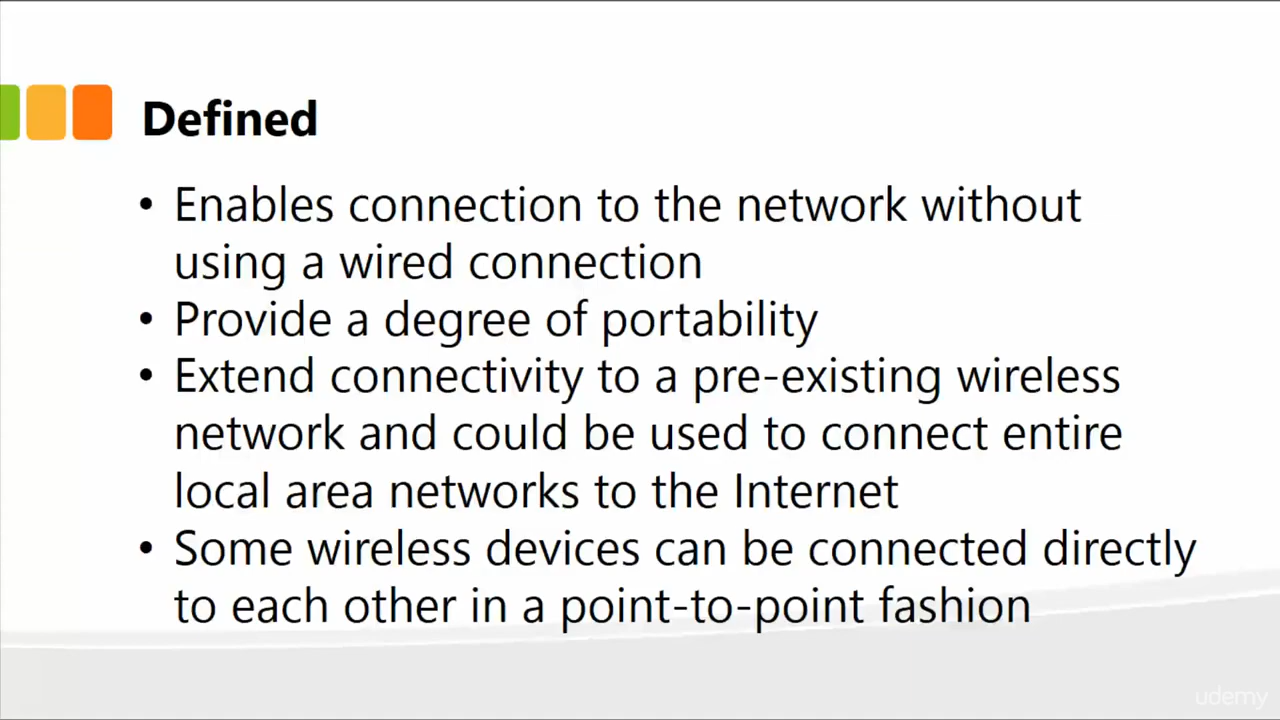 Defined
• Enables connection to the network without
using a wired connection
• Provide a degree of portability
• Extend connectivity to a pre-existing wireless
network and could be used to connect entire
local area networks to the Internet
• Some wireless devices can be connected directly
to each other in a point-to-point fashion
udemy